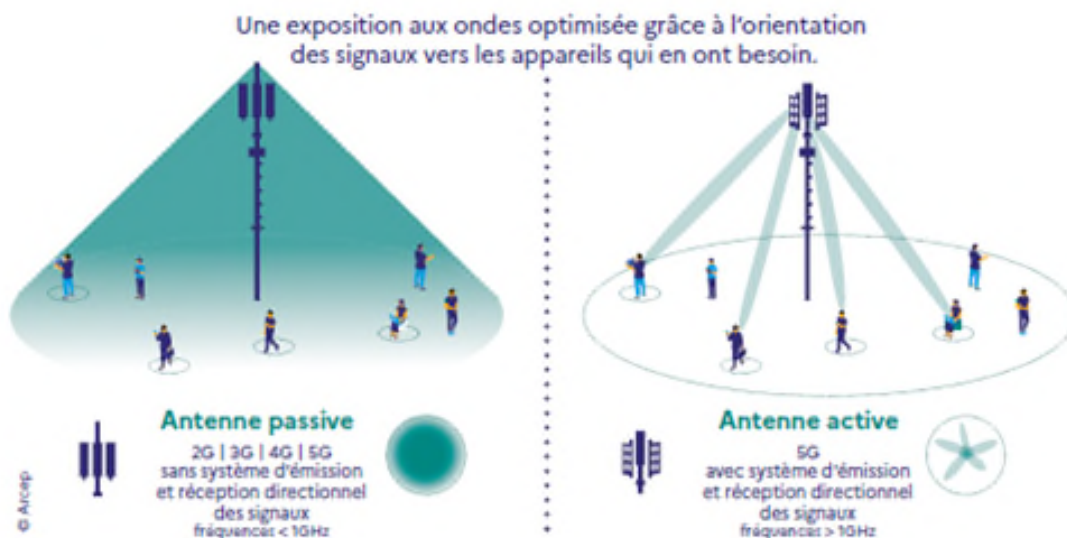 Une exposition aux ondes optimisée grâce à l'orientation
des signaux vers les appareils qui en ont besoin.
Antenne passive
2G | 3G | 4G | 5G
sans système d'émission
et réception directionnel
des signaux
fréquences < 1GHz
Antenne active
5G
avec système d'émission
et réception directionnel
des signaux
fréquences > 1GHz
© Arcep